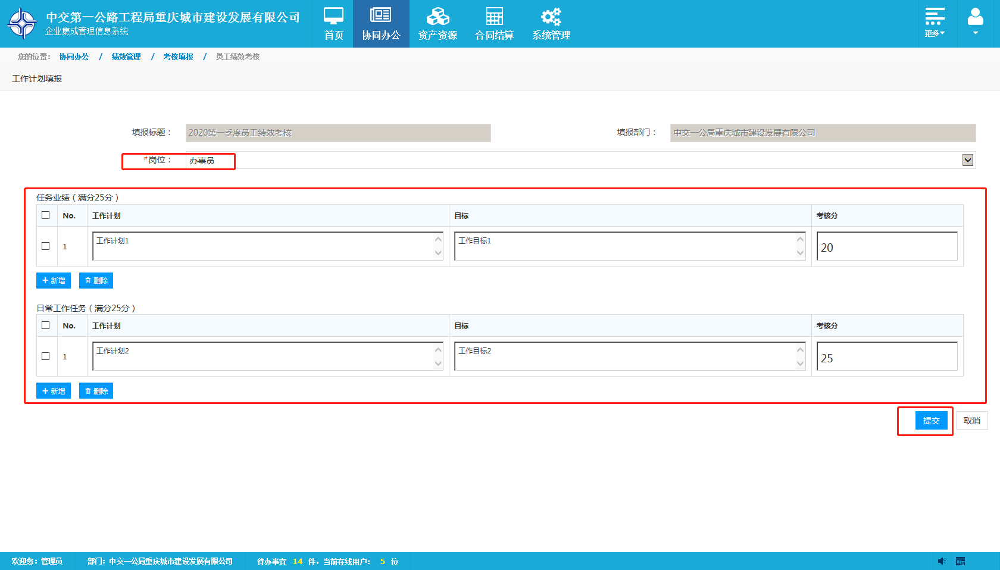 中交第一公路工程局重庆城市建设发展有限公司
企业集成管理信息系统
首页
协同办公
资产资源
合同结算
系统管理
更多
您的位置： 协同办公 / 绩效管理 / 考核填报 / 员工绩效考核
工作计划填报
填报标题： 2020第一季度员工绩效考核
填报部门： 中交一公局重庆城市建设发展有限公司
*岗位： 办事员
任务业绩（满分25分）
No. 工作计划 目标 考核分
1 工作计划1 工作目标1 20
+ 新增 删除
日常工作任务（满分25分）
No. 工作计划 目标 考核分
1 工作计划2 工作目标2 25
+ 新增 删除
提交 取消
欢迎您：管理员 部门：中交一公局重庆城市建设发展有限公司 待办事宜 14 件，当前在线用户： 5 位